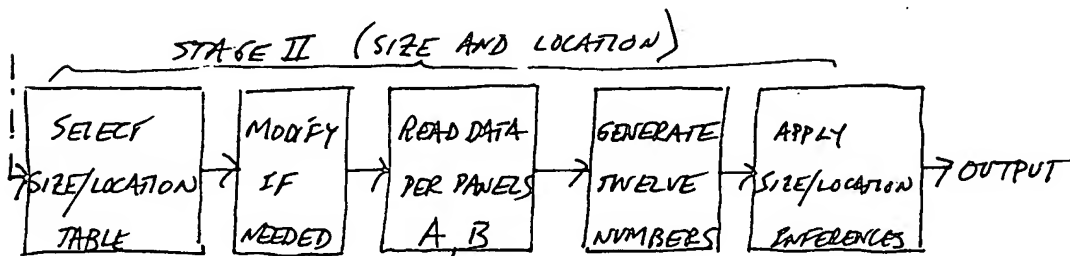 STAGE II (SIZE AND LOCATION)
SELECT
SIZE/LOCATION
TABLE
MODIFY
IF
NEEDED
READ DATA
PER PANELS
A, B
GENERATE
TWELVE
NUMBERS
APPLY
SIZE/LOCATION
INFERENCES
OUTPUT